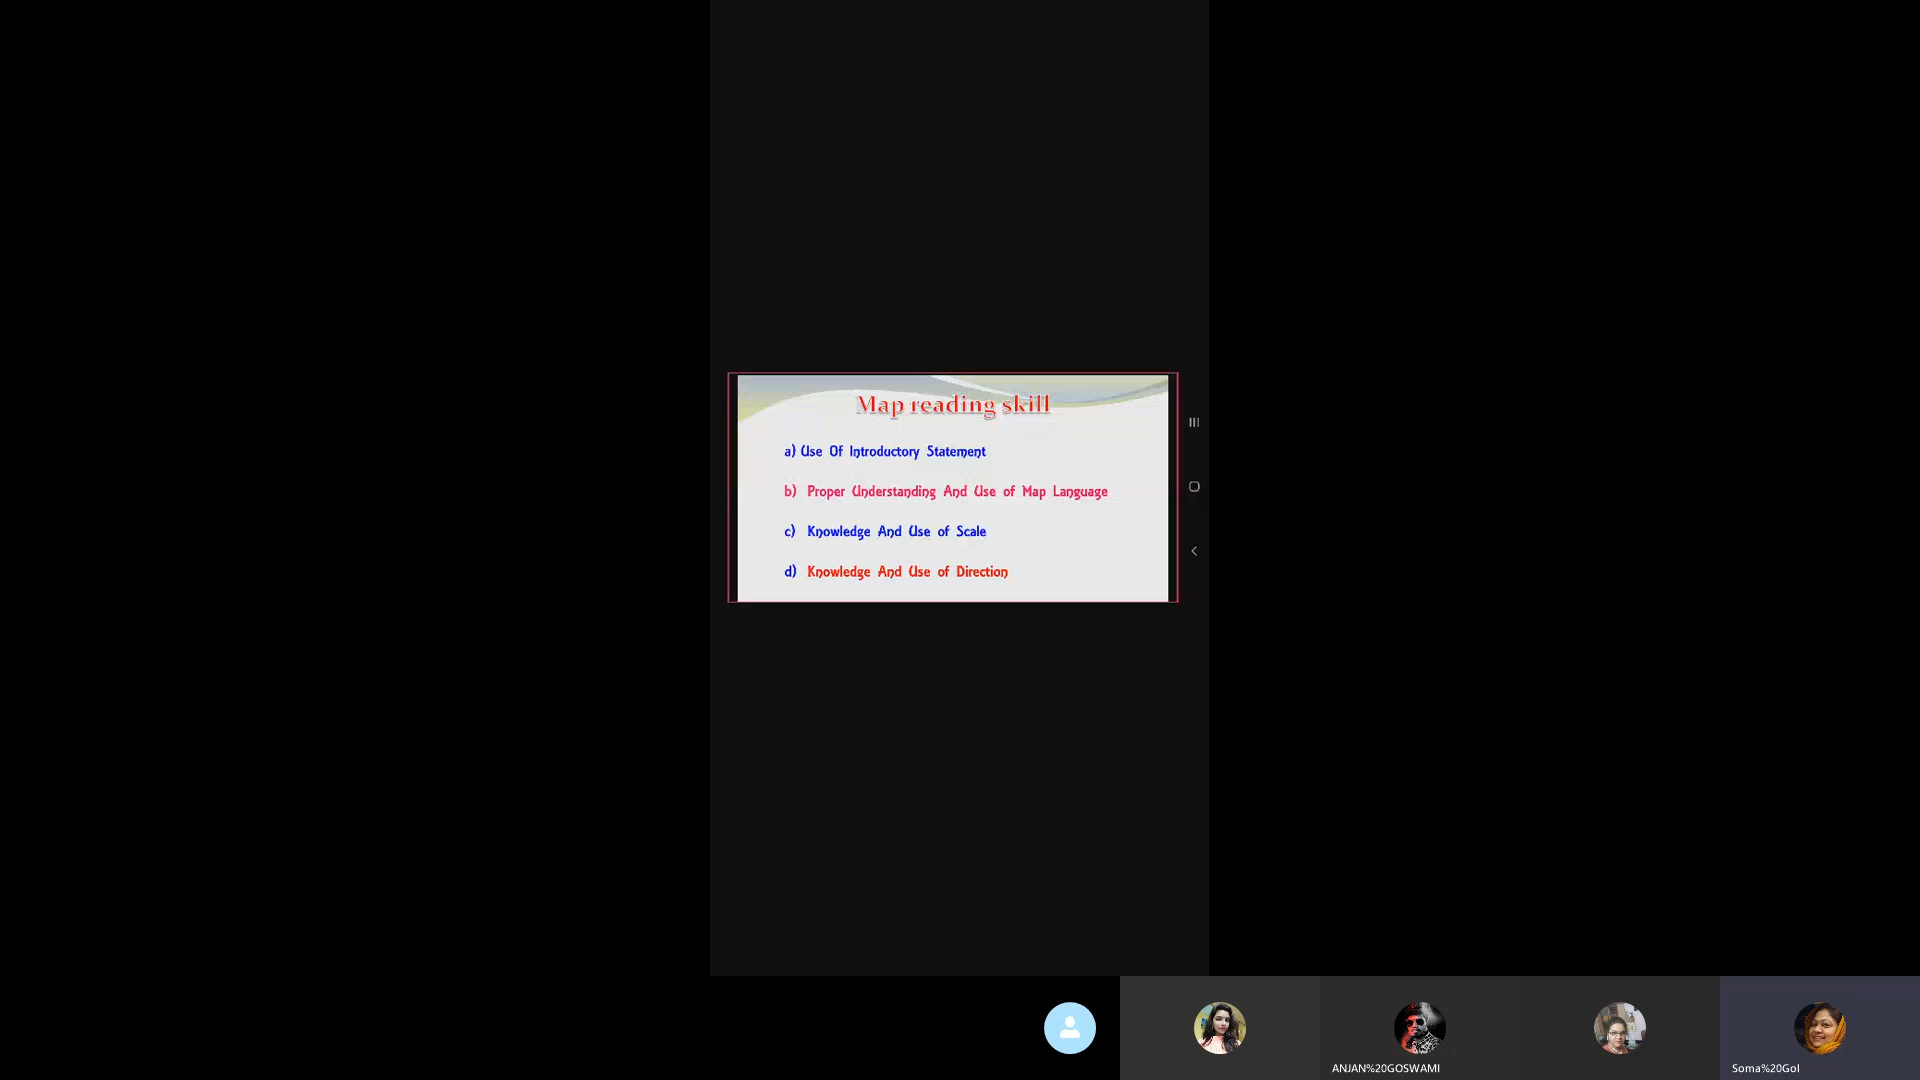 Map reading skill
a) Use Of Introductory Statement
b) Proper Understanding And Use of Map Language
c) Knowledge And Use of Scale
d) Knowledge And Use of Direction
ANJAN%20GOSWAMI
Soma%20Gol